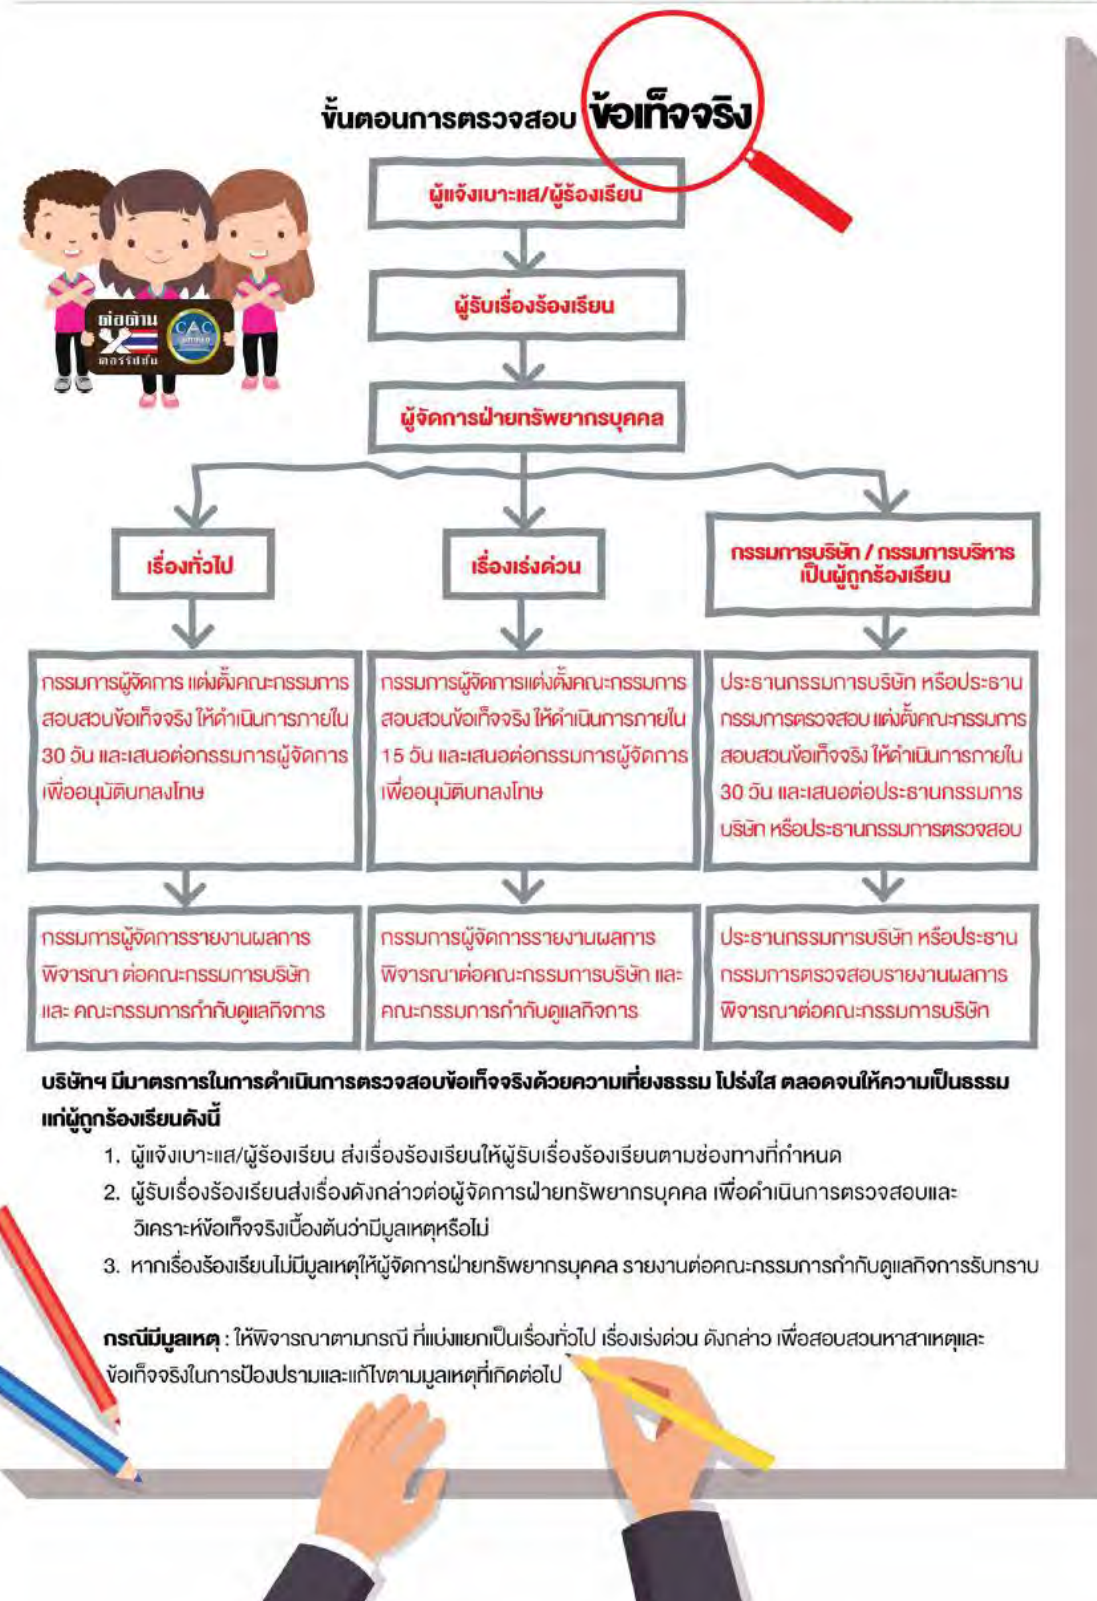 ขั้นตอนการตรวจสอบ ข้อเท็จจริง
ผู้แจ้งเบาะแส/ผู้ร้องเรียน
ต่อต้าน
คอร์รัปชัน
CAC
ผู้รับเรื่องร้องเรียน
ผู้จัดการฝ่ายทรัพยากรบุคคล
เรื่องทั่วไป
เรื่องเร่งด่วน
กรรมการบริษัท / กรรมการบริหาร
เป็นผู้ถูกร้องเรียน
กรรมการผู้จัดการ แต่งตั้งคณะกรรมการ
สอบสวนข้อเท็จจริง ให้ดำเนินการภายใน
30 วัน และเสนอต่อกรรมการผู้จัดการ
เพื่ออนุมัติบทลงโทษ
กรรมการผู้จัดการแต่งตั้งคณะกรรมการ
สอบสวนข้อเท็จจริง ให้ดำเนินการภายใน
15 วัน และเสนอต่อกรรมการผู้จัดการ
เพื่ออนุมัติบทลงโทษ
ประธานกรรมการบริษัท หรือประธาน
กรรมการตรวจสอบ แต่งตั้งคณะกรรมการ
สอบสวนข้อเท็จจริง ให้ดำเนินการภายใน
30 วัน และเสนอต่อประธานกรรมการ
บริษัท หรือประธานกรรมการตรวจสอบ
กรรมการผู้จัดการรายงานผลการ
พิจารณา ต่อคณะกรรมการบริษัท
และ คณะกรรมการกำกับดูแลกิจการ
กรรมการผู้จัดการรายงานผลการ
พิจารณาต่อคณะกรรมการบริษัท และ
คณะกรรมการกำกับดูแลกิจการ
ประธานกรรมการบริษัท หรือประธาน
กรรมการตรวจสอบรายงานผลการ
พิจารณาต่อคณะกรรมการบริษัท
บริษัทฯ มีมาตรการในการดำเนินการตรวจสอบข้อเท็จจริงด้วยความเที่ยงธรรม โปร่งใส ตลอดจนให้ความเป็นธรรม
แก่ผู้ถูกร้องเรียนดังนี้
1. ผู้แจ้งเบาะแส/ผู้ร้องเรียน ส่งเรื่องร้องเรียนให้ผู้รับเรื่องร้องเรียนตามช่องทางที่กำหนด
2. ผู้รับเรื่องร้องเรียนส่งเรื่องดังกล่าวต่อผู้จัดการฝ่ายทรัพยากรบุคคล เพื่อดำเนินการตรวจสอบและ
วิเคราะห์ข้อเท็จจริงเบื้องต้นว่ามีมูลเหตุหรือไม่
3. หากเรื่องร้องเรียนไม่มีมูลเหตุให้ผู้จัดการฝ่ายทรัพยากรบุคคล รายงานต่อคณะกรรมการกำกับดูแลกิจการรับทราบ
กรณีมีมูลเหตุ : ให้พิจารณาตามกรณี ที่แบ่งแยกเป็นเรื่องทั่วไป เรื่องเร่งด่วน ดังกล่าว เพื่อสอบสวนหาสาเหตุและ
ข้อเท็จจริงในการป้องปรามและแก้ไขตามมูลเหตุที่เกิดต่อไป